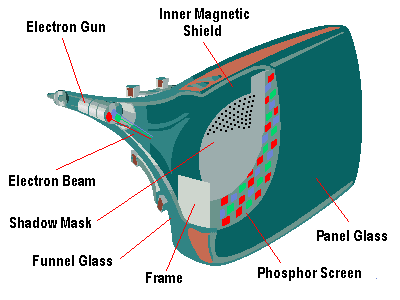 Inner Magnetic
Shield
Electron Gun
Electron Beam
Shadow Mask
Funnel Glass
Frame
Phosphor Screen
Panel Glass